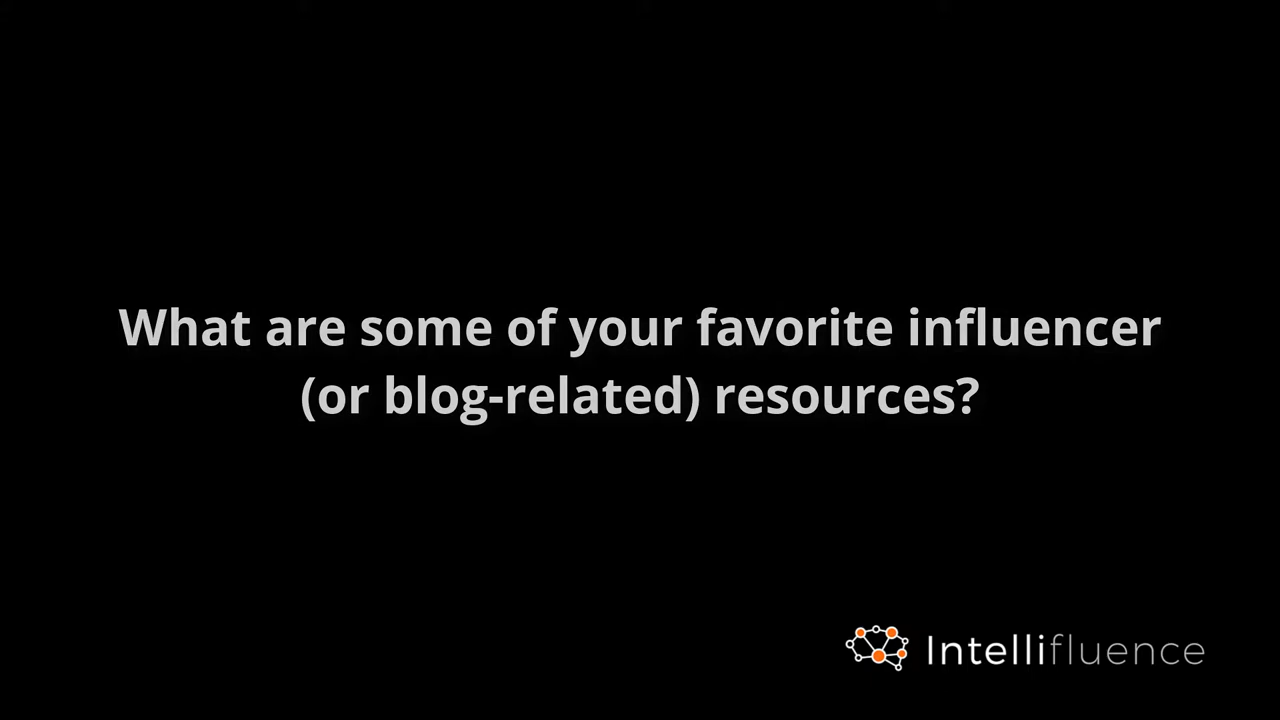 What are some of your favorite influencer
(or blog-related) resources?
Intellifluence